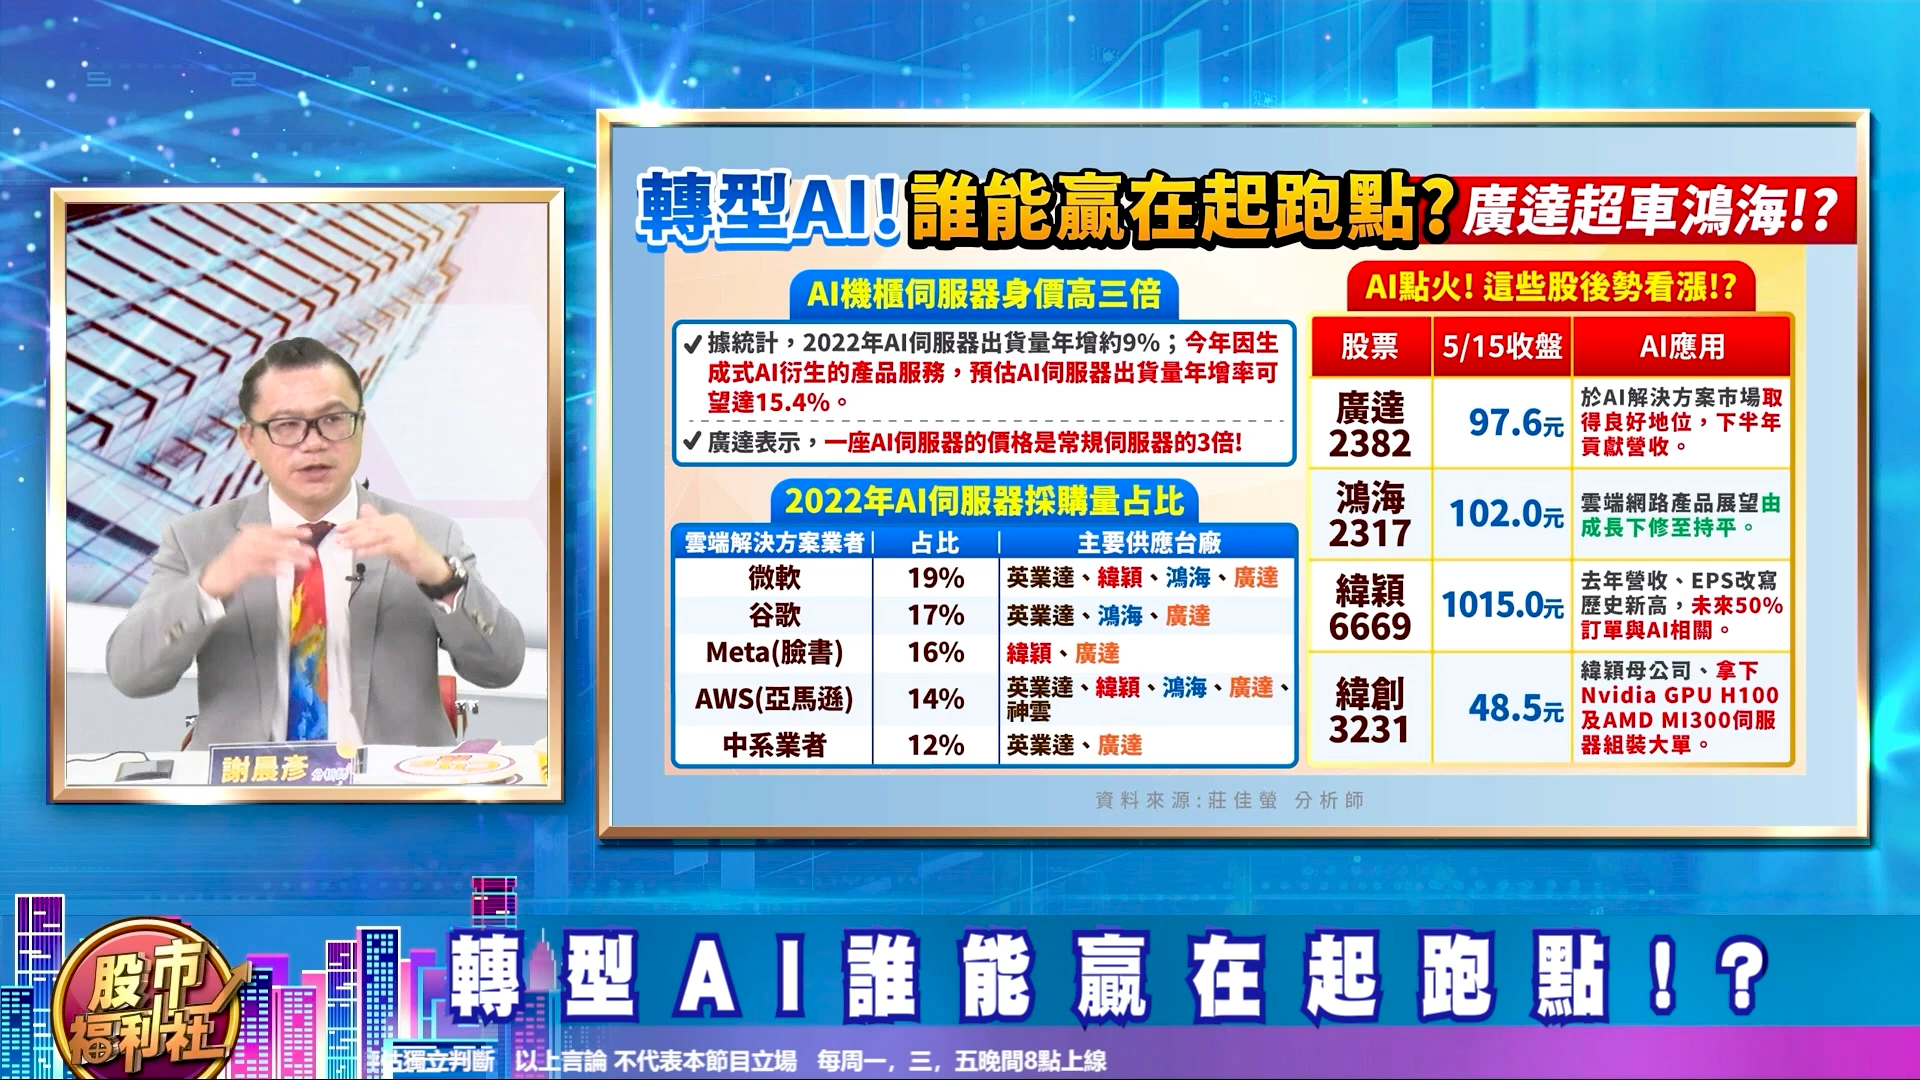 轉型AI!誰能贏在起跑點?廣達超車鴻海!?
AI機櫃伺服器身價高三倍
✓據統計，2022年AI伺服器出貨量年增約9%；今年因生
成式AI衍生的產品服務，預估AI伺服器出貨量年增率可
望達15.4%。
✓廣達表示，一座AI伺服器的價格是常規伺服器的3倍!
2022年AI伺服器採購量占比
雲端解決方案業者 占比 主要供應台廠
微軟 19% 英業達、緯穎、鴻海、廣達
谷歌 17% 英業達、鴻海、廣達
Meta(臉書) 16% 緯穎、廣達
AWS(亞馬遜) 14% 英業達、緯穎、鴻海、廣達、
神雲
中系業者 12% 英業達、廣達
AI點火!這些股後勢看漲!?
股票 5/15收盤 AI應用
廣達
2382
97.6元
於AI解決方案市場取
得良好地位，下半年
貢獻營收。
鴻海
2317
102.0元
雲端網路產品展望由
成長下修至持平。
緯穎
6669
1015.0元
去年營收、EPS改寫
歷史新高，未來50%
訂單與AI相關。
緯創
3231
48.5元
緯穎母公司、拿下
Nvidia GPU H100
及AMD MI300伺服
器組裝大單。
資料來源:莊佳螢 分析師
謝晨彥 分析師
轉型AI誰能贏在起跑點!?
股市
福利社
估獨立判斷 以上言論 不代表本節目立場 每周一，三，五晚間8點上線